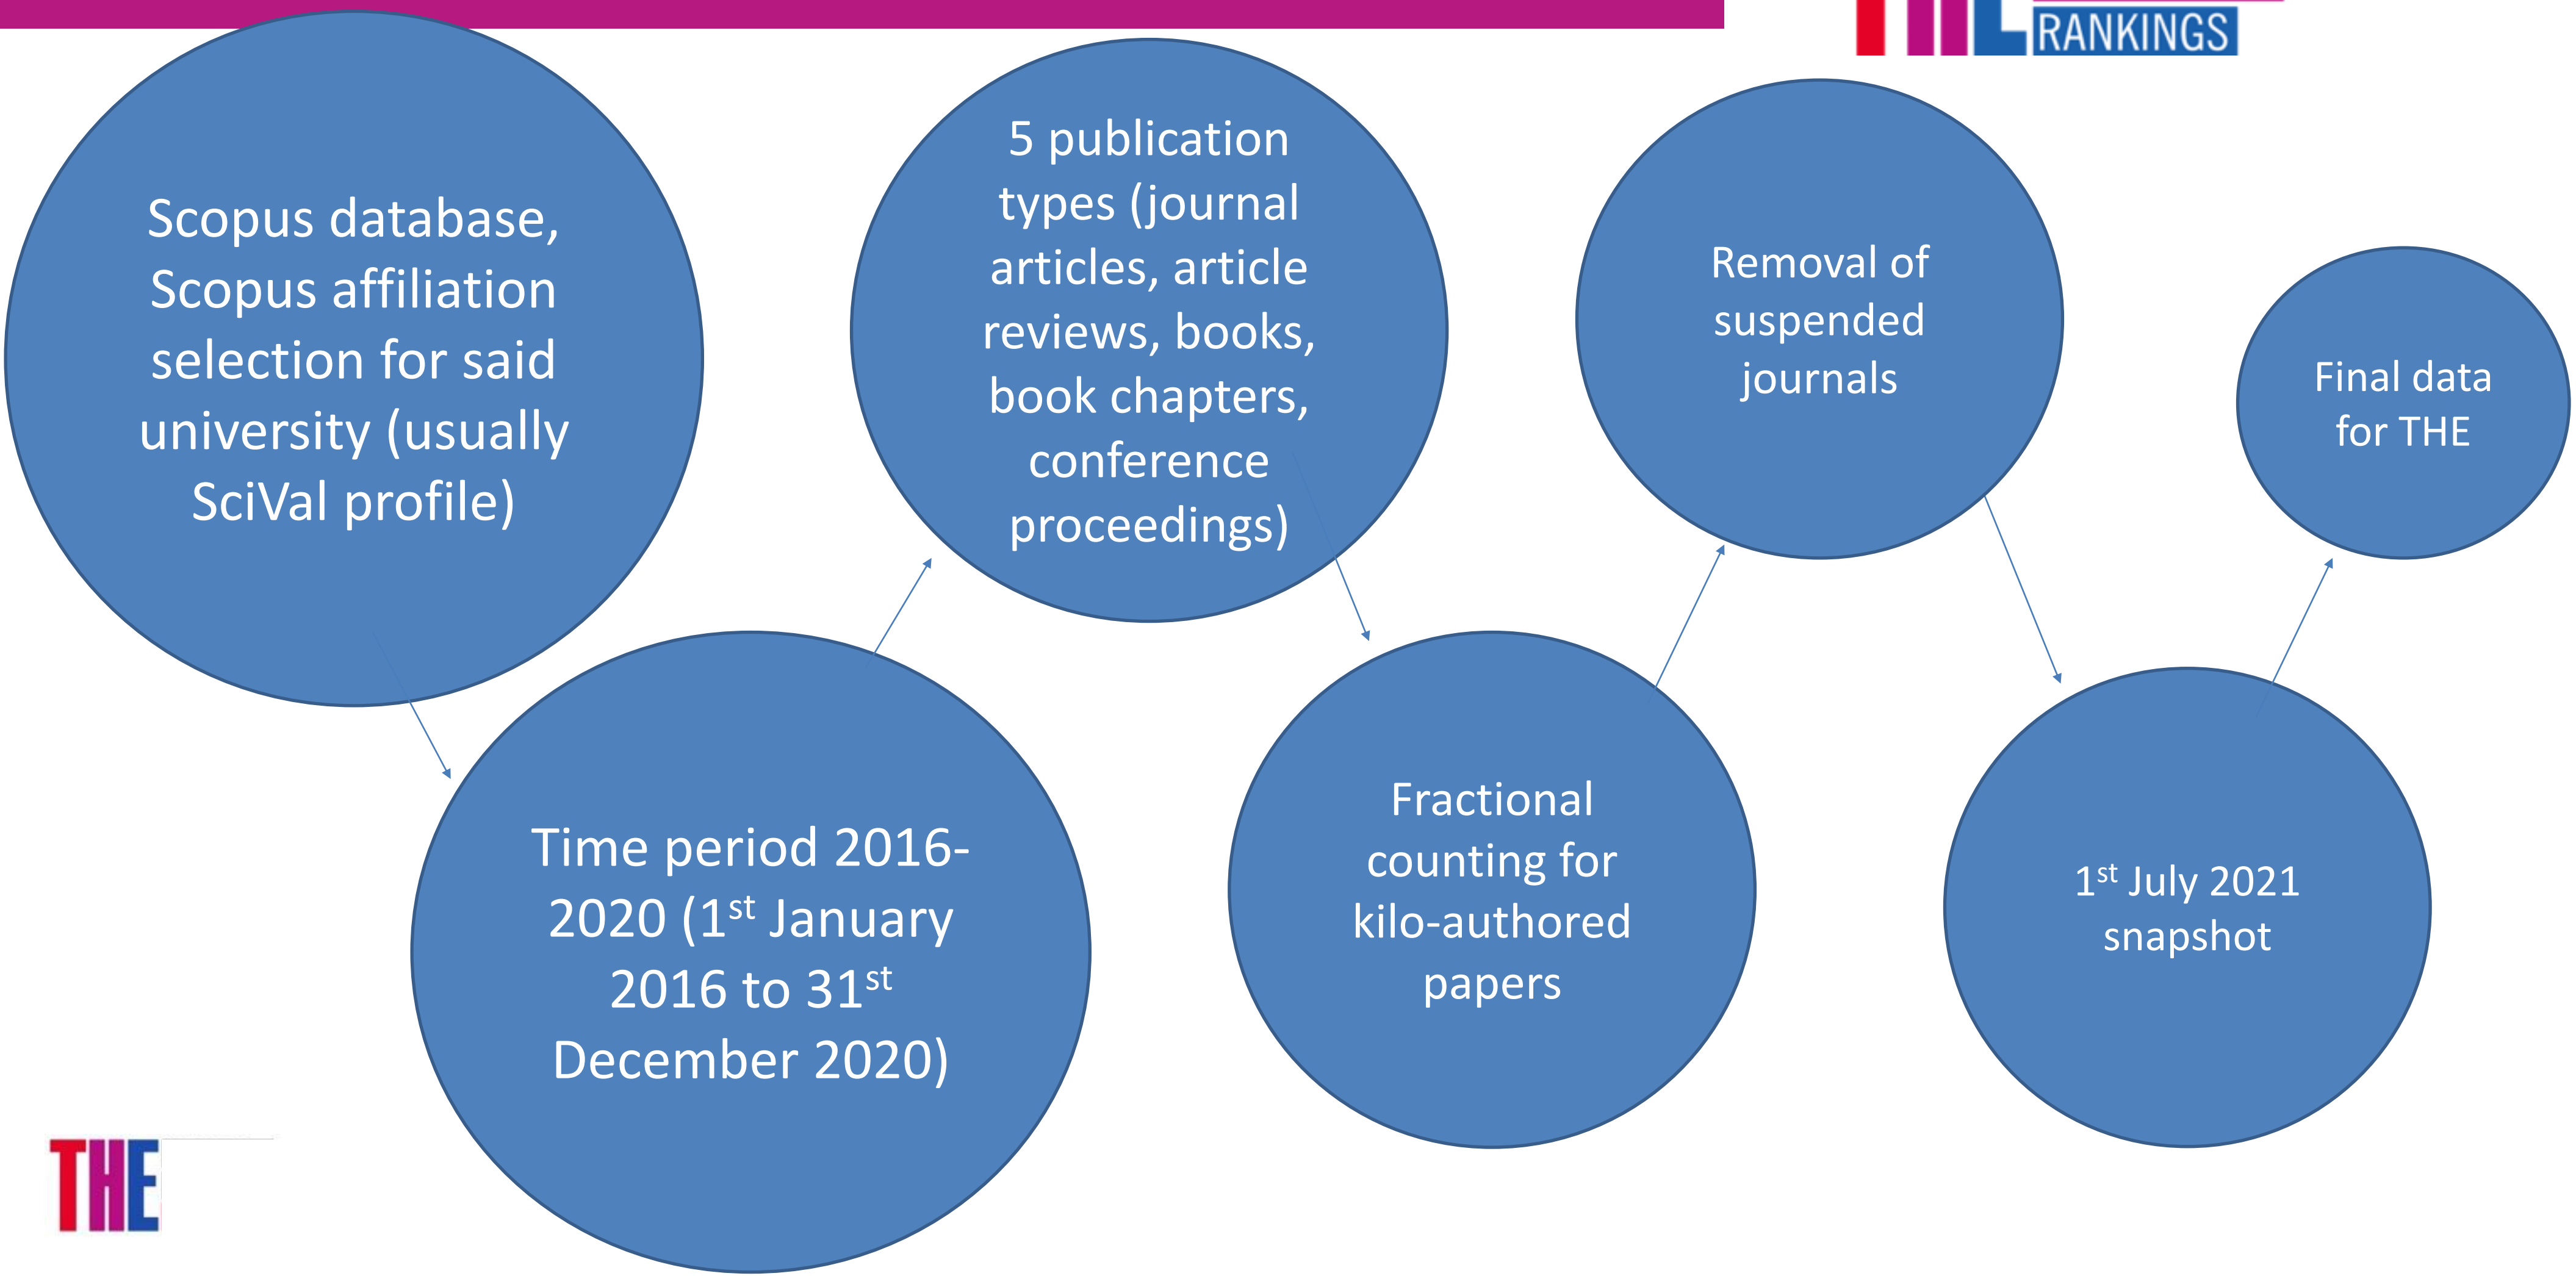 RANKINGS
Scopus database,
Scopus affiliation
selection for said
university (usually
SciVal profile)
Time period 2016-
2020 (1st January
2016 to 31st
December 2020)
5 publication
types (journal
articles, article
reviews, books,
book chapters,
conference
proceedings)
Fractional
counting for
kilo-authored
papers
Removal of
suspended
journals
1st July 2021
snapshot
Final data
for THE
THE